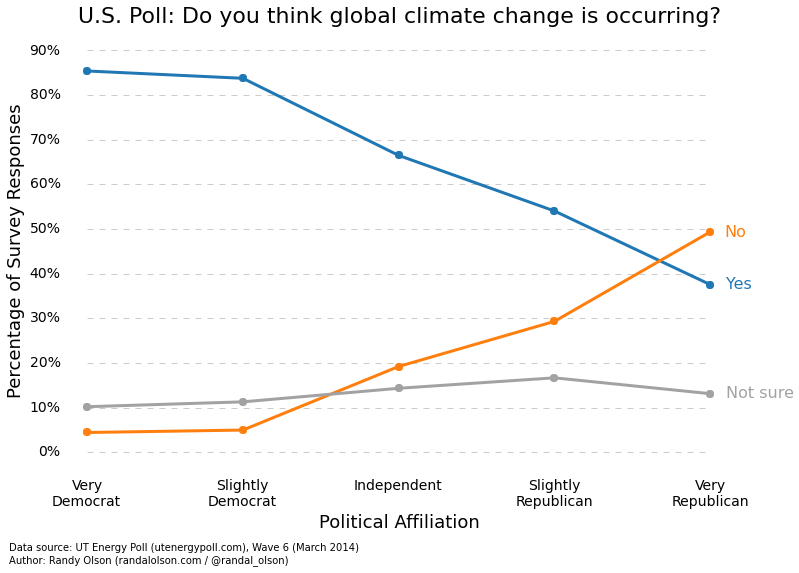 U.S. Poll: Do you think global climate change is occurring?
Percentage of Survey Responses
90%
80%
70%
60%
50%
40%
30%
20%
10%
0%
No
Yes
Not sure
Very
Democrat
Slightly
Democrat
Independent
Slightly
Republican
Very
Republican
Political Affiliation
Data source: UT Energy Poll (utenergypoll.com), Wave 6 (March 2014)
Author: Randy Olson (randalolson.com / @randal_olson)